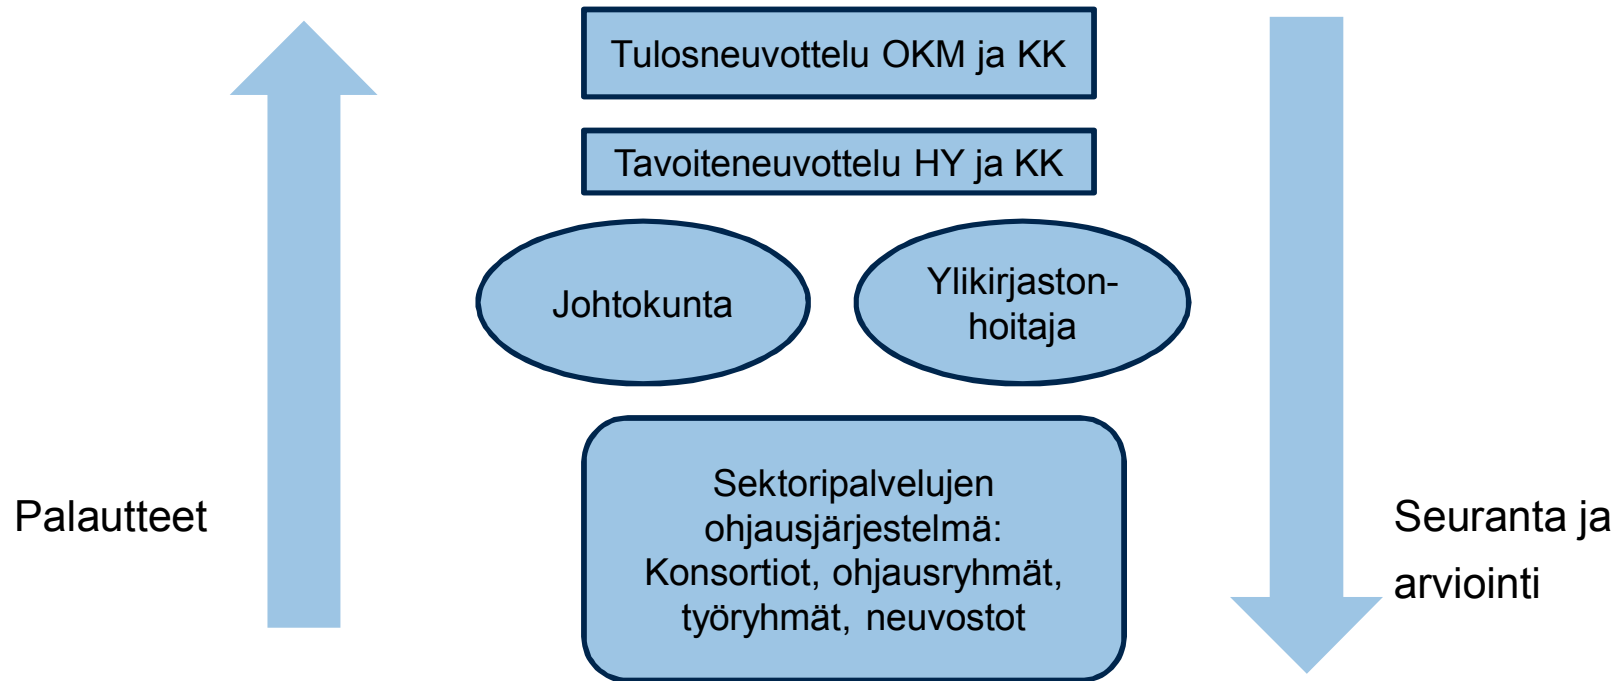 Tulosneuvottelu OKM ja KK
Tavoiteneuvottelu HY ja KK
Johtokunta
Ylikirjaston-
hoitaja
Sektoripalvelujen
ohjausjärjestelmä:
Konsortiot, ohjausryhmät,
työryhmät, neuvostot
Palautteet
Seuranta ja
arviointi